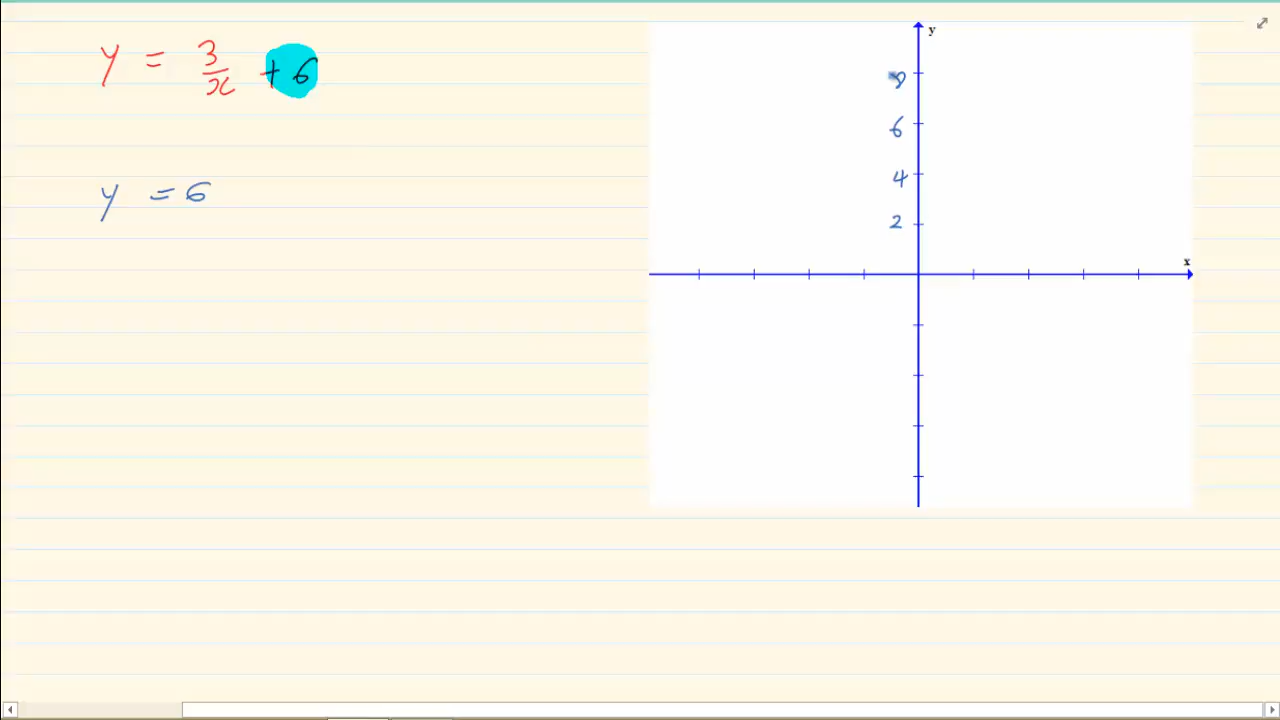 y = 3/x + 6
y = 6
y
8
6
4
2
x